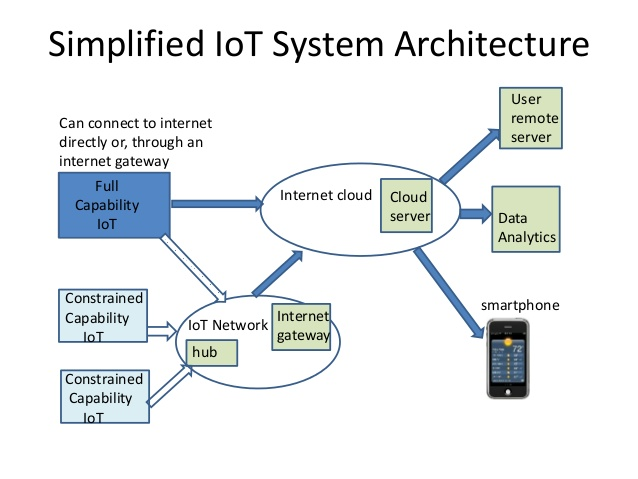 Simplified IoT System Architecture
Can connect to internet
directly or, through an
internet gateway
Full
Capability
IoT
Constrained
Capability
IoT
Constrained
Capability
IoT
IoT Network
hub
Internet
gateway
Internet cloud
Cloud
server
User
remote
server
Data
Analytics
smartphone
72°